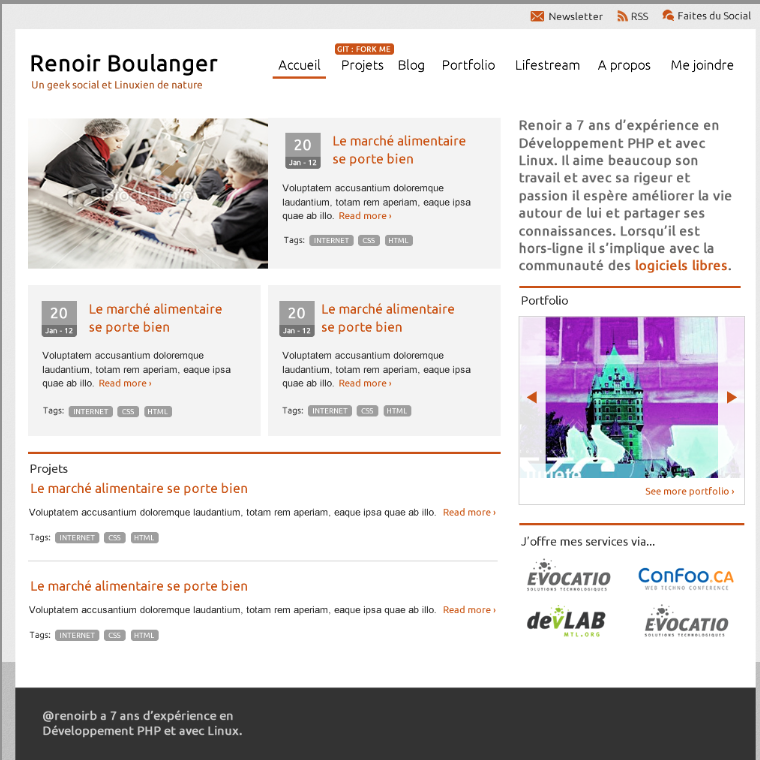 Newsletter RSS Faites du Social
Renoir Boulanger
Un geek social et Linuxien de nature
GIT : FORK ME
Accueil Projets Blog Portfolio Lifestream A propos Me joindre
iStockphoto
20
Jan - 12
Le marché alimentaire
se porte bien
Voluptatem accusantium doloremque
laudantium, totam rem aperiam, eaque ipsa
quae ab illo. Read more ›
Tags: INTERNET CSS HTML
20
Jan - 12
Le marché alimentaire
se porte bien
Voluptatem accusantium doloremque
laudantium, totam rem aperiam, eaque ipsa
quae ab illo. Read more ›
Tags: INTERNET CSS HTML
20
Jan - 12
Le marché alimentaire
se porte bien
Voluptatem accusantium doloremque
laudantium, totam rem aperiam, eaque ipsa
quae ab illo. Read more ›
Tags: INTERNET CSS HTML
Projets
Le marché alimentaire se porte bien
Voluptatem accusantium doloremque laudantium, totam rem aperiam, eaque ipsa quae ab illo. Read more ›
Tags: INTERNET CSS HTML
Le marché alimentaire se porte bien
Voluptatem accusantium doloremque laudantium, totam rem aperiam, eaque ipsa quae ab illo. Read more ›
Tags: INTERNET CSS HTML
Renoir a 7 ans d'expérience en
Développement PHP et avec
Linux. Il aime beaucoup son
travail et avec sa rigeur et
passion il espère améliorer la vie
autour de lui et partager ses
connaissances. Lorsqu'il est
hors-ligne il s'implique avec la
communauté des logiciels libres.
Portfolio
See more portfolio ›
J'offre mes services via...
EVOCATIO
SOLUTIONS TECHNOLOGIQUES
ConFoo.CA
WEB TECHNO CONFERENCE
devLAB
MTL.ORG
EVOCATIO
SOLUTIONS TECHNOLOGIQUES
@renoirb a 7 ans d'expérience en
Développement PHP et avec Linux.